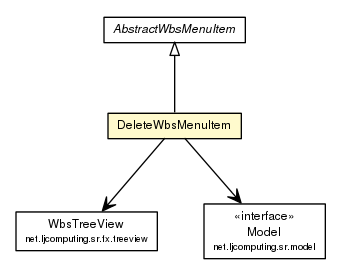 AbstractWbsMenuItem
DeleteWbsMenuItem
WbsTreeView
net.ljcomputing.sr.fx.treeview
«interface»
Model
net.ljcomputing.sr.model